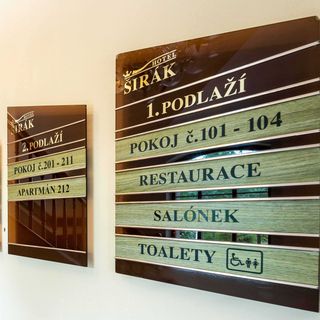 HOTEL
ŠIRÁK
2. PODLAŽÍ
POKOJ č.201 - 211
APARTMÁN 212
HOTEL
ŠIRÁK
1. PODLAŽÍ
POKOJ č.101 - 104
RESTAURACE
SALÓNEK
TOALETY